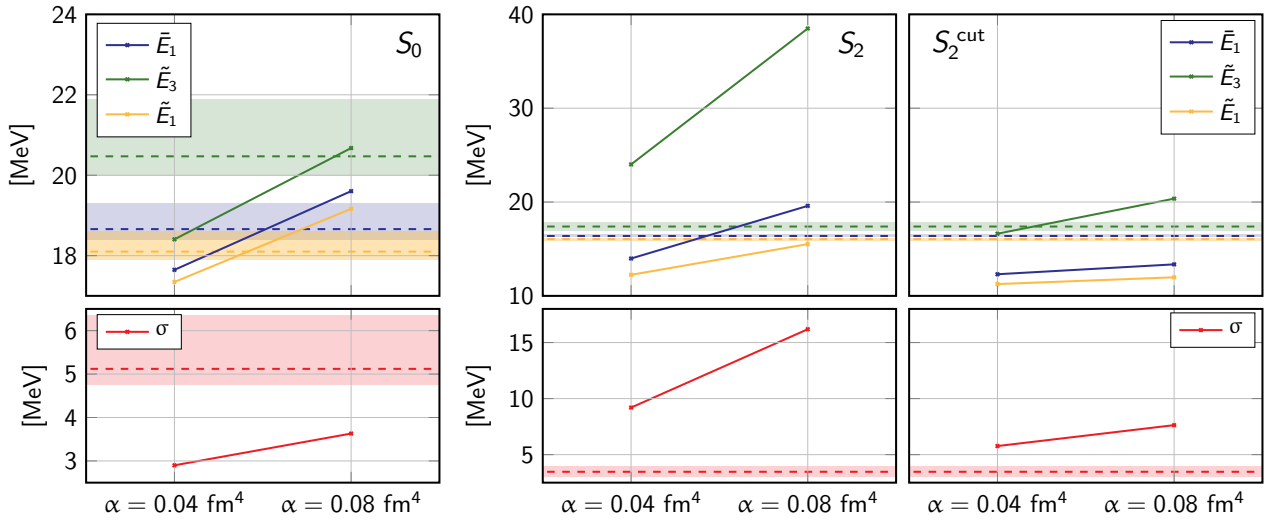 24
22
20
18
[MeV]
Ē₁
Ẽ₃
Ẽ₁
S₀
6
5
4
3
[MeV]
σ
α = 0.04 fm⁴
α = 0.08 fm⁴
40
30
20
10
[MeV]
S₂
S₂ᶜᵘᵗ
Ē₁
Ẽ₃
Ẽ₁
15
10
5
[MeV]
σ
α = 0.04 fm⁴
α = 0.08 fm⁴
α = 0.04 fm⁴
α = 0.08 fm⁴